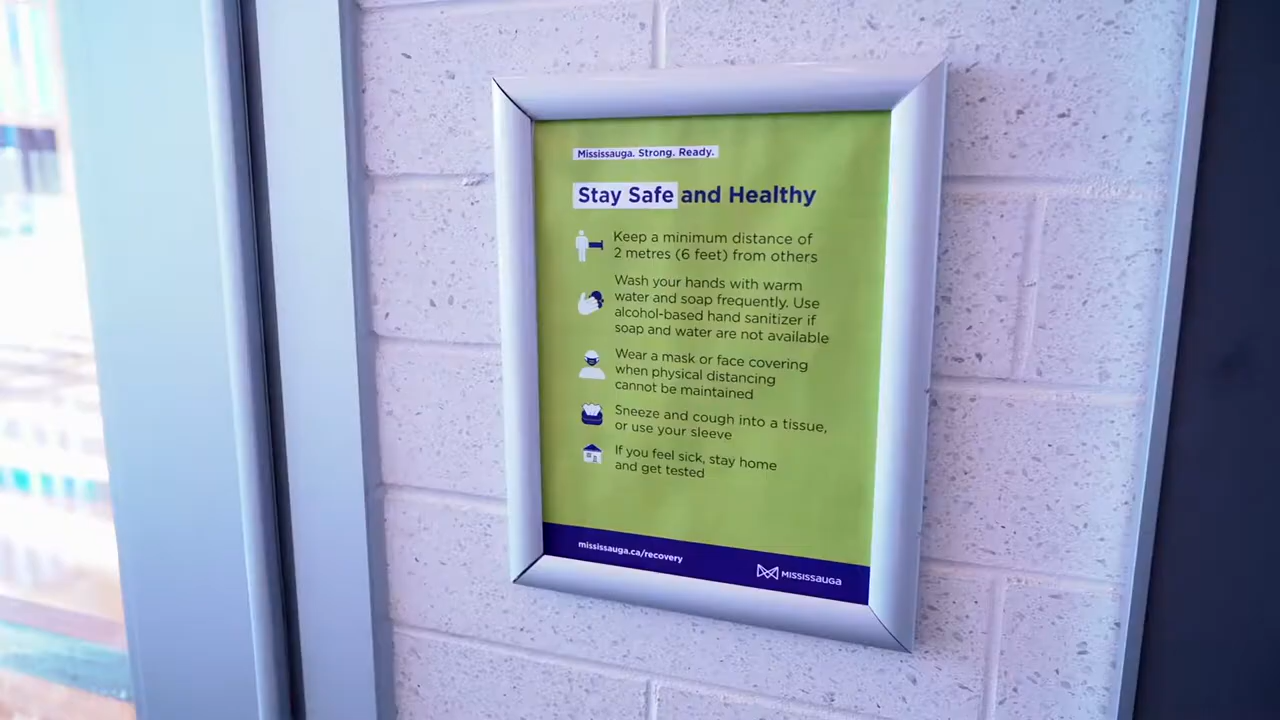 Mississauga. Strong. Ready.
Stay Safe and Healthy
Keep a minimum distance of
2 metres (6 feet) from others
Wash your hands with warm
water and soap frequently. Use
alcohol-based hand sanitizer if
soap and water are not available
Wear a mask or face covering
when physical distancing
cannot be maintained
Sneeze and cough into a tissue,
or use your sleeve
If you feel sick, stay home
and get tested
mississauga.ca/recovery
MISSISSAUGA